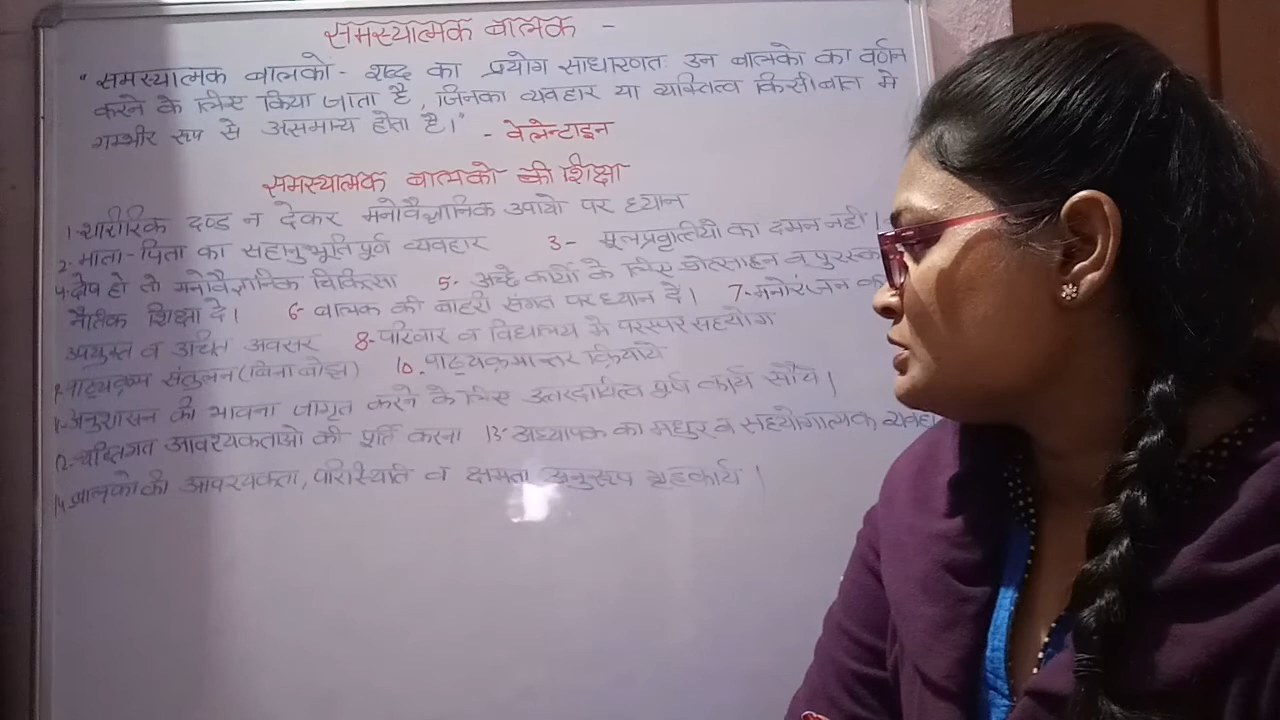 समस्यात्मक बालक -
" समस्यात्मक बालकों - शब्द का प्रयोग साधारणतः उन बालको का वर्णन
करने के लिए किया जाता है , जिनका व्यवहार या व्यक्तित्व किसी बात मे
गम्भीर रूप से असमान्य होता है।" - वेलेन्टाइन
समस्यात्मक बालको की शिक्षा
1- शारीरिक दण्ड न देकर मनोवैज्ञानिक उपायो पर ध्यान
2- माता - पिता का सहानुभूतिपूर्ण व्यवहार 3- मूलप्रवृत्तियो का दमन नही।
4- दोष हो तो मनोवैज्ञानिक चिकित्सा 5- अच्छे कार्यो के लिए प्रोत्साहन व
नैतिक शिक्षा दे। 6- बालक की बाहरी संगत पर ध्यान दें। 7- मनोरंजन की
उपयुक्त व उचित अवसर 8- परिवार व विद्यालय मे परस्पर सहयोग
9- पाठ्यक्रम संतुलन (बिना बोझ) 10. पाठ्यक्रमान्तर क्रियाये
11- अनुशासन की भावना जागृत करने के लिए उत्तरदायित्व पूर्ण कार्य सौंपे।
12- व्यक्तिगत आवश्यकताओ की पूर्ति करना 13- अध्यापक का मधुर व सहयोगात्मक
14- बालको की आवश्यकता, परिस्थिति व क्षमता अनुरूप गृहकार्य।